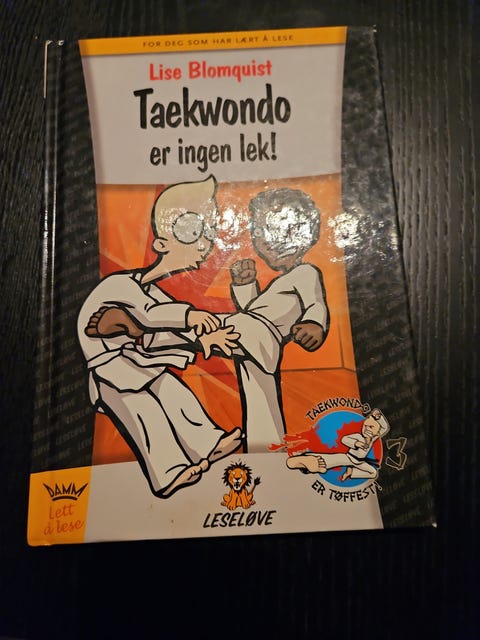 FOR DEG SOM HAR LÆRT Å LESE
Lise Blomquist
Taekwondo
er ingen lek!
TAEKWONDO
ER TØFFEST!
3
DAMM
Lett
å lese
LESELØVE